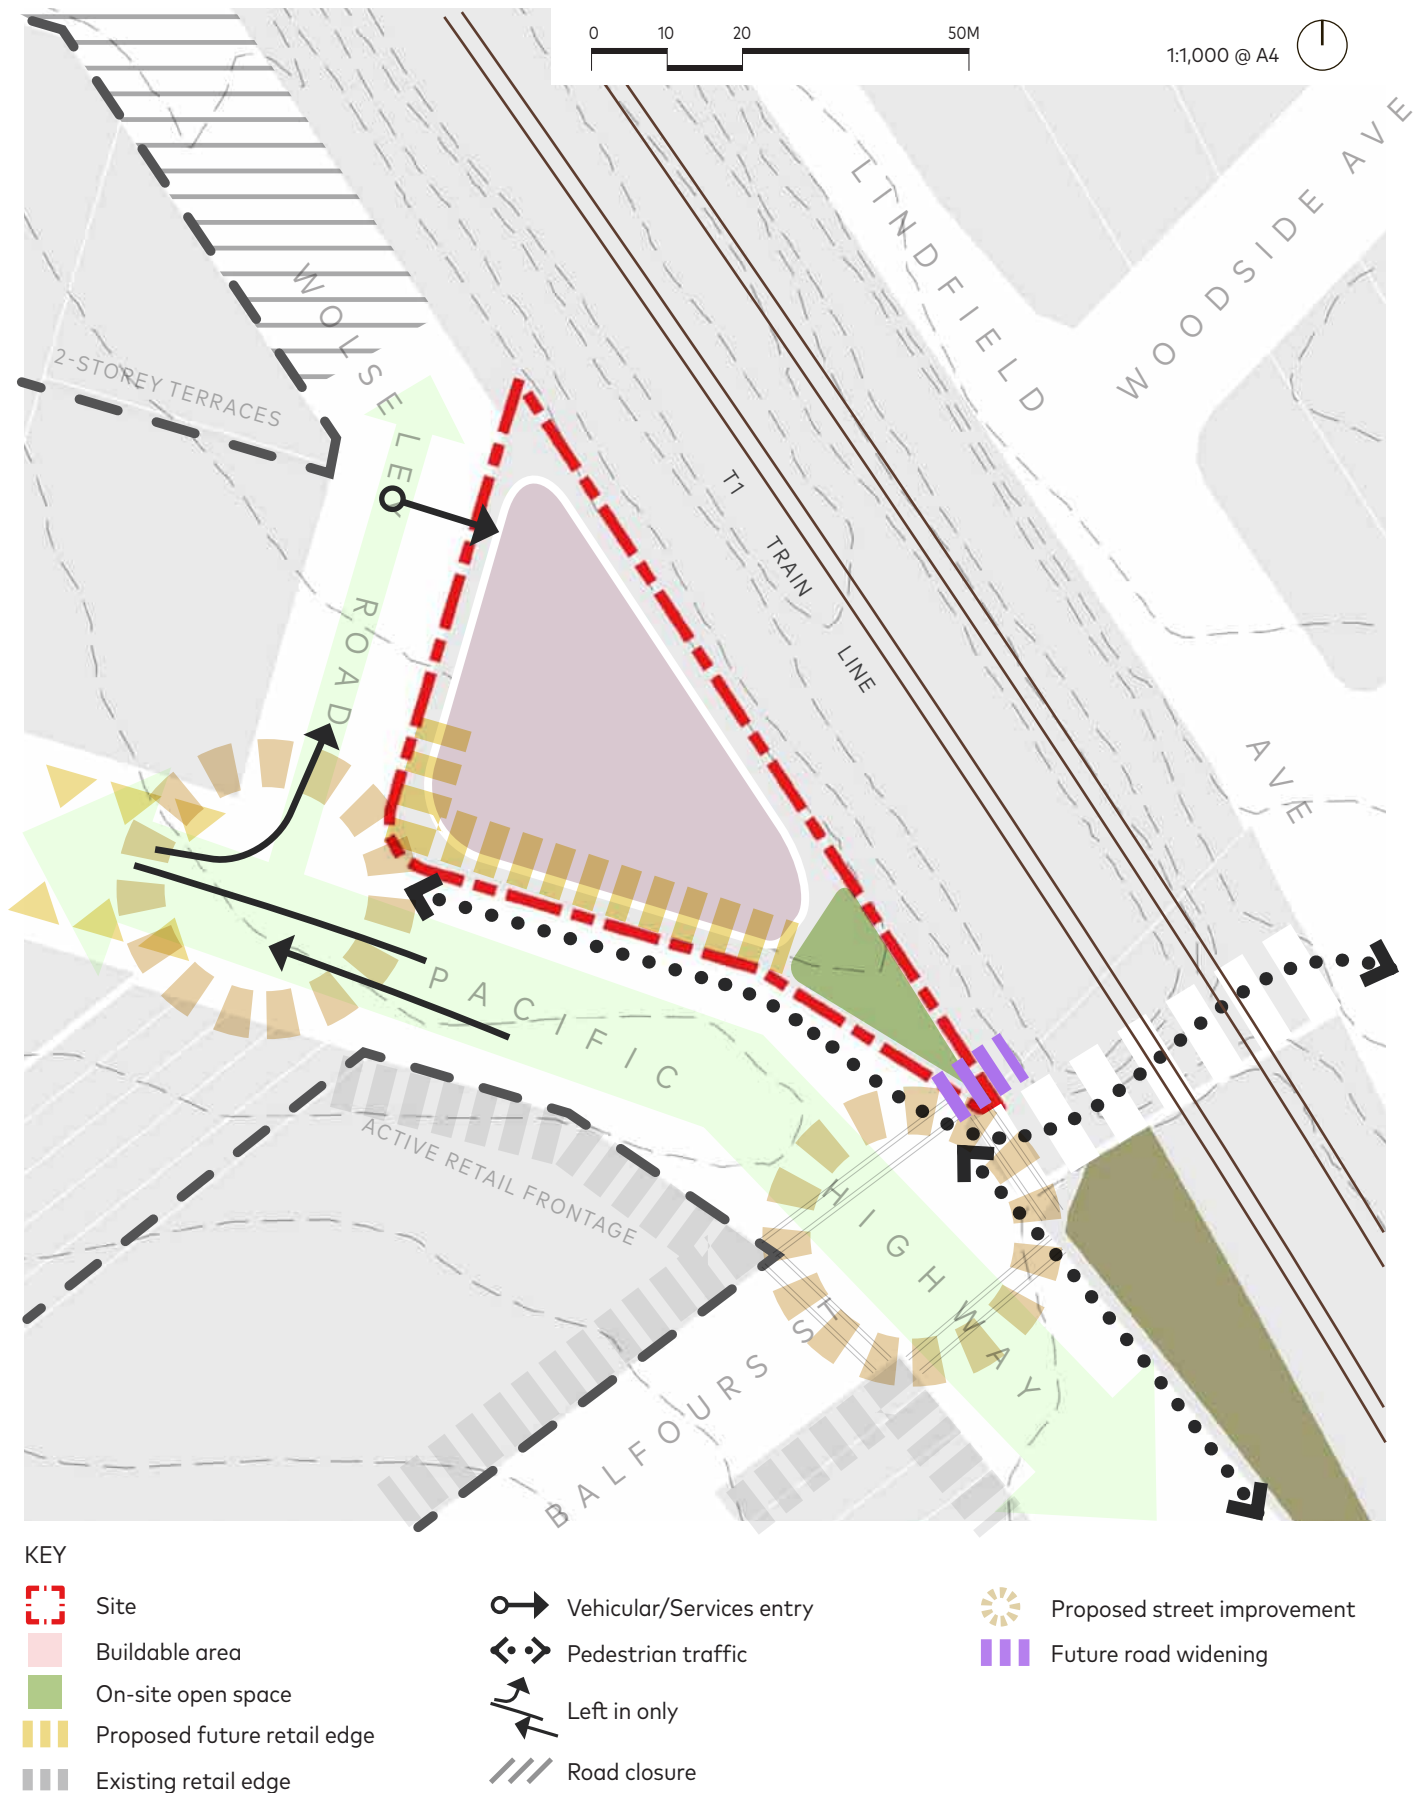 0 10 20 50M
1:1,000 @ A4
LINDFIELD
AVE
WOODSIDE AVE
WOLSELEY
ROAD
2-STOREY TERRACES
T1
TRAIN
LINE
PACIFIC
HIGHWAY
ACTIVE RETAIL FRONTAGE
BALFOURS ST
KEY
Site
Buildable area
On-site open space
Proposed future retail edge
Existing retail edge
Vehicular/Services entry
Pedestrian traffic
Left in only
Road closure
Proposed street improvement
Future road widening